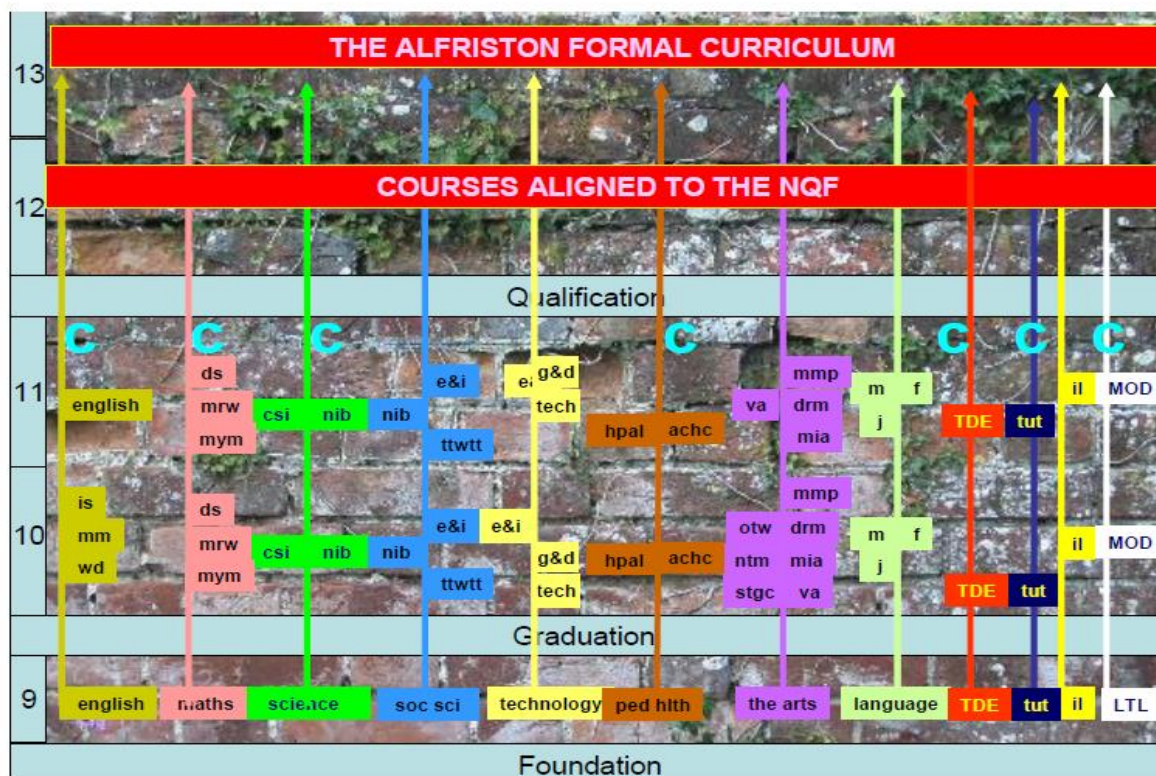 13
THE ALFRISTON FORMAL CURRICULUM
COURSES ALIGNED TO THE NQF
12
Qualification
C C C C C C C
ds e&i g&d mmp
11 english mrw csi nib nib tech va drm m f il MOD
mym ttwtt hpal achc mia j TDE tut
is ds mmp
10 mm mrw csi nib nib e&i e&i otw drm m f il MOD
wd mym g&d hpal achc ntm mia j
ttwtt tech stgc va TDE tut
Graduation
9 english maths science soc sci technology ped hlth the arts language TDE tut il LTL
Foundation